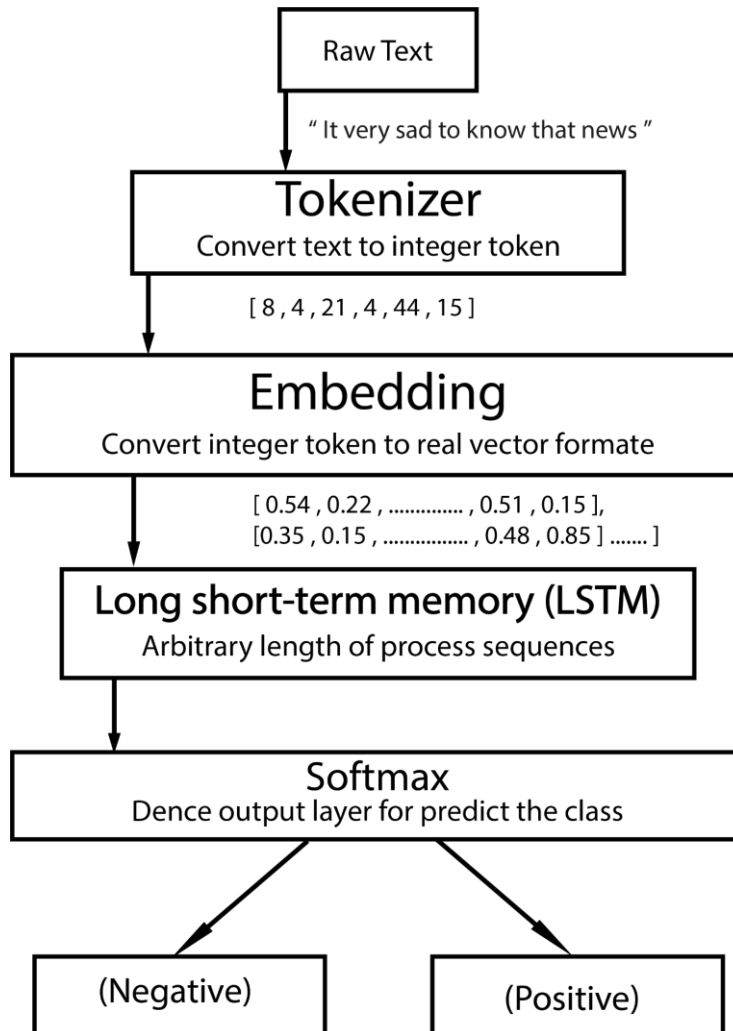 Raw Text
“ It very sad to know that news ”
Tokenizer
Convert text to integer token
[ 8 , 4 , 21 , 4 , 44 , 15 ]
Embedding
Convert integer token to real vector formate
[ 0.54 , 0.22 , .............. , 0.51 , 0.15 ],
[0.35 , 0.15 , ................ , 0.48 , 0.85 ] ....... ]
Long short-term memory (LSTM)
Arbitrary length of process sequences
Softmax
Dence output layer for predict the class
(Negative)
(Positive)